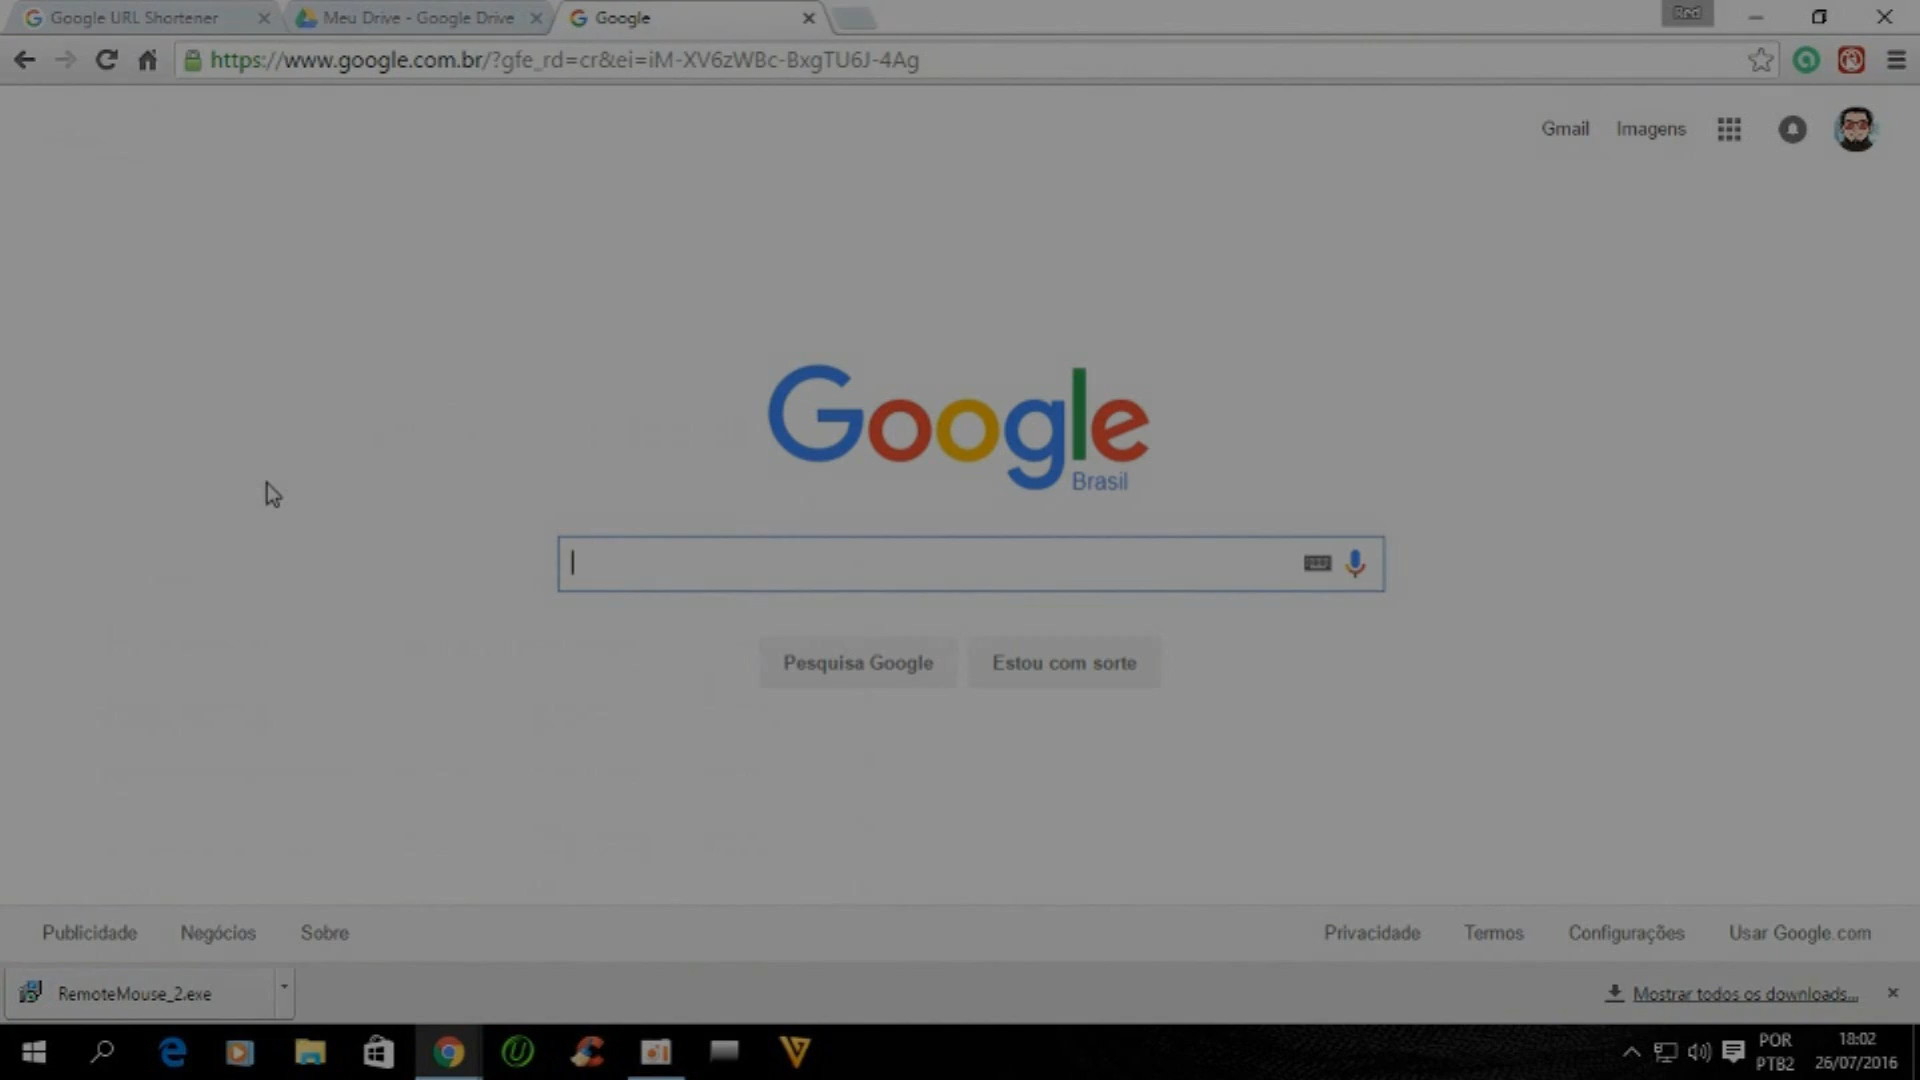 Google URL Shortener
Meu Drive - Google Drive
Google
Red
https://www.google.com.br/?gfe_rd=cr&ei=iM-XV6zWBc-BxgTU6J-4Ag
Gmail
Imagens
Google
Brasil
Pesquisa Google
Estou com sorte
Publicidade
Negócios
Sobre
Privacidade
Termos
Configurações
Usar Google.com
RemoteMouse_2.exe
Mostrar todos os downloads...
POR
PTB2
18:02
26/07/2016